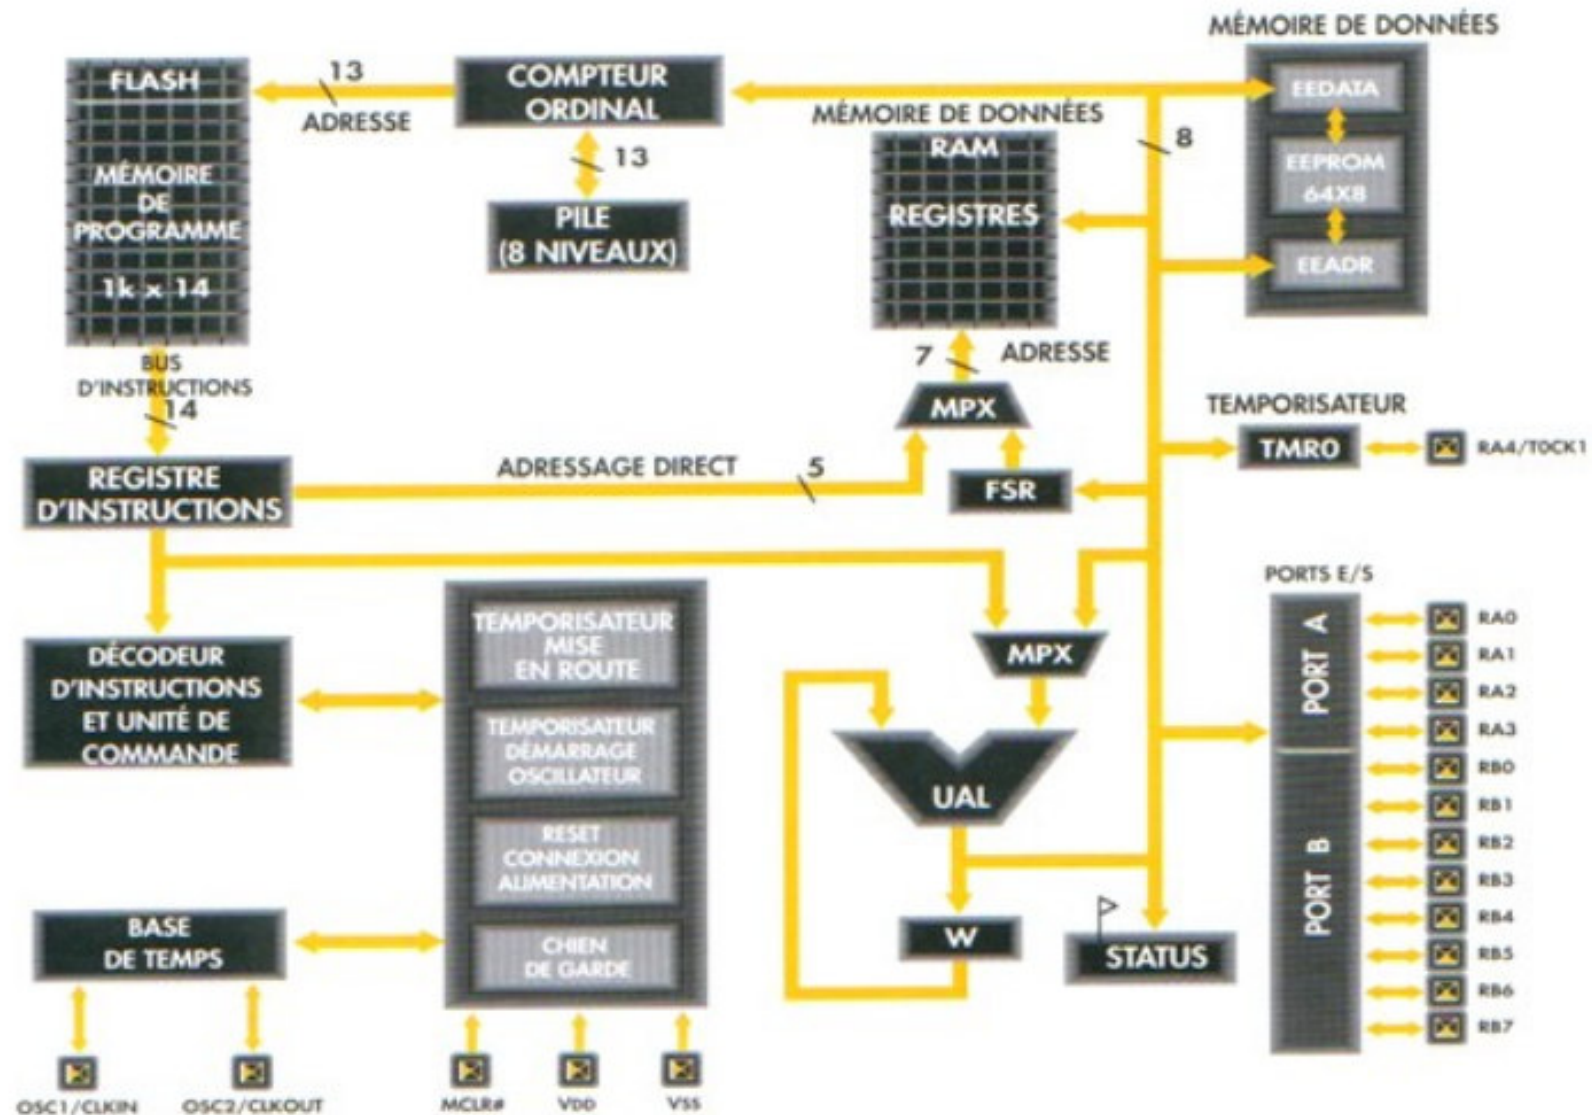 MÉMOIRE DE DONNÉES
FLASH
MÉMOIRE
DE
PROGRAMME
1k x 14
13
ADRESSE
COMPTEUR
ORDINAL
13
PILE
(8 NIVEAUX)
MÉMOIRE DE DONNÉES
RAM
REGISTRES
8
EEDATA
EEPROM
64X8
EEADR
7
ADRESSE
MPX
BUS
D'INSTRUCTIONS
14
REGISTRE
D'INSTRUCTIONS
ADRESSAGE DIRECT
5
FSR
TEMPORISATEUR
TMR0
RA4/T0CK1
DÉCODEUR
D'INSTRUCTIONS
ET UNITÉ DE
COMMANDE
TEMPORISATEUR
MISE
EN ROUTE
TEMPORISATEUR
DÉMARRAGE
OSCILLATEUR
RESET
CONNEXION
ALIMENTATION
CHIEN
DE GARDE
MPX
UAL
W
STATUS
PORTS E/S
PORT A
PORT B
RA0
RA1
RA2
RA3
RB0
RB1
RB2
RB3
RB4
RB5
RB6
RB7
BASE
DE TEMPS
OSC1/CLKIN
OSC2/CLKOUT
MCLR#
VDD
VSS